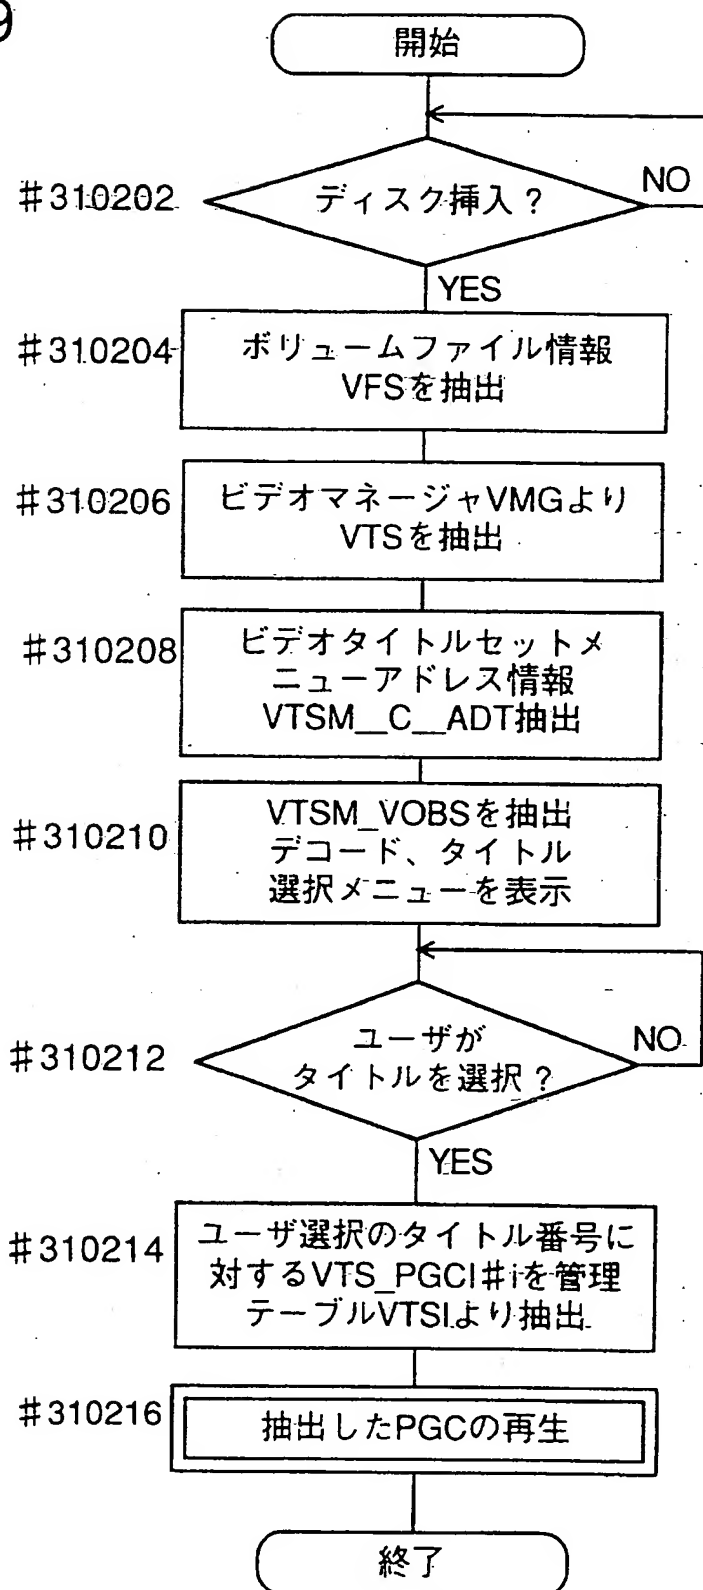 9
開始
#310202
ディスク挿入?
NO
YES
#310204
ボリュームファイル情報
VFSを抽出
#310206
ビデオマネージャVMGより
VTSを抽出
#310208
ビデオタイトルセットメ
ニューアドレス情報
VTSM__C__ADT抽出
#310210
VTSM_VOBSを抽出
デコード、タイトル
選択メニューを表示
#310212
ユーザが
タイトルを選択?
NO
YES
#310214
ユーザ選択のタイトル番号に
対するVTS_PGCI#iを管理
テーブルVTSIより抽出
#310216
抽出したPGCの再生
終了